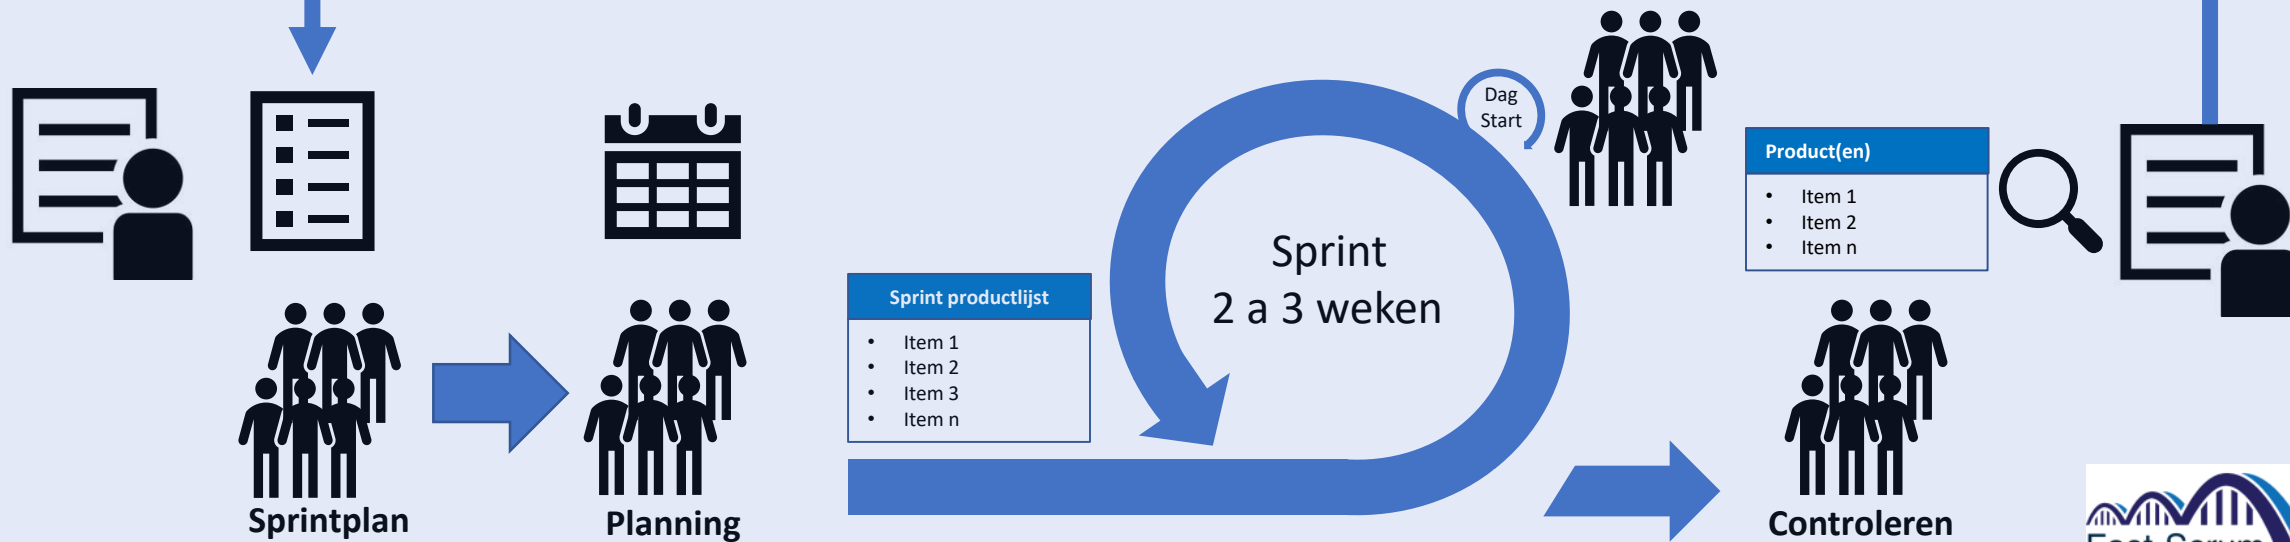 Dag
Start
Product(en)
• Item 1
• Item 2
• Item n
Sprint
2 a 3 weken
Sprint productlijst
• Item 1
• Item 2
• Item 3
• Item n
Sprintplan
Planning
Controleren